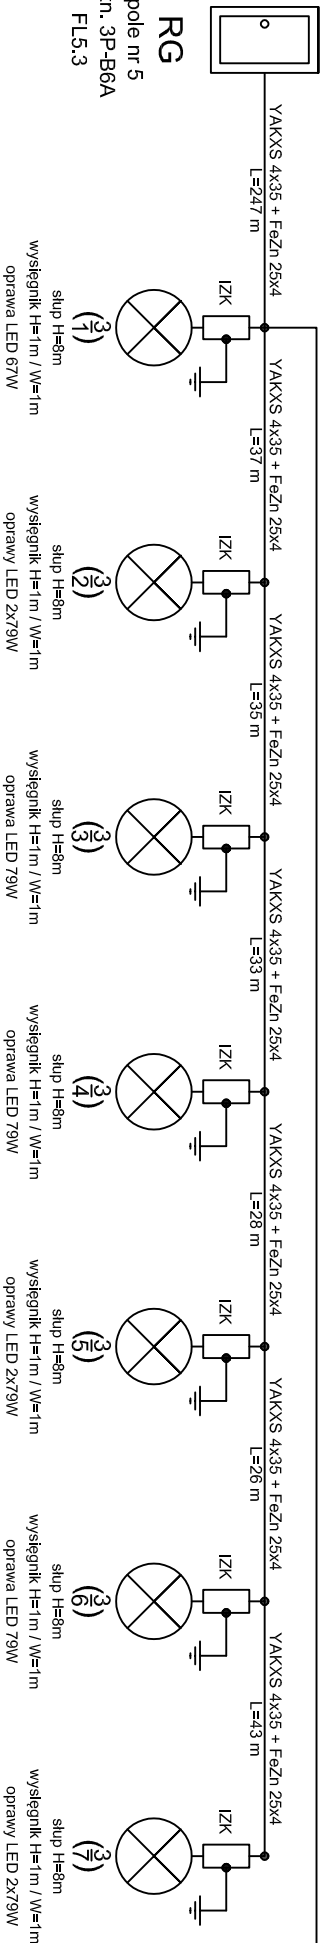 RG
pole nr 5
n. 3P-B6A
FL5.3
YAKXS 4x35 + FeZn 25x4
L=247 m
IZK
(3/1)
słup H=8m
wysięgnik H=1m / W=1m
oprawa LED 67W
YAKXS 4x35 + FeZn 25x4
L=37 m
IZK
(3/2)
słup H=8m
wysięgnik H=1m / W=1m
oprawy LED 2x79W
YAKXS 4x35 + FeZn 25x4
L=35 m
IZK
(3/3)
słup H=8m
wysięgnik H=1m / W=1m
oprawa LED 79W
YAKXS 4x35 + FeZn 25x4
L=33 m
IZK
(3/4)
słup H=8m
wysięgnik H=1m / W=1m
oprawa LED 79W
YAKXS 4x35 + FeZn 25x4
L=28 m
IZK
(3/5)
słup H=8m
wysięgnik H=1m / W=1m
oprawy LED 2x79W
YAKXS 4x35 + FeZn 25x4
L=26 m
IZK
(3/6)
słup H=8m
wysięgnik H=1m / W=1m
oprawa LED 79W
YAKXS 4x35 + FeZn 25x4
L=43 m
IZK
(3/7)
słup H=8m
wysięgnik H=1m / W=1m
oprawy LED 2x79W